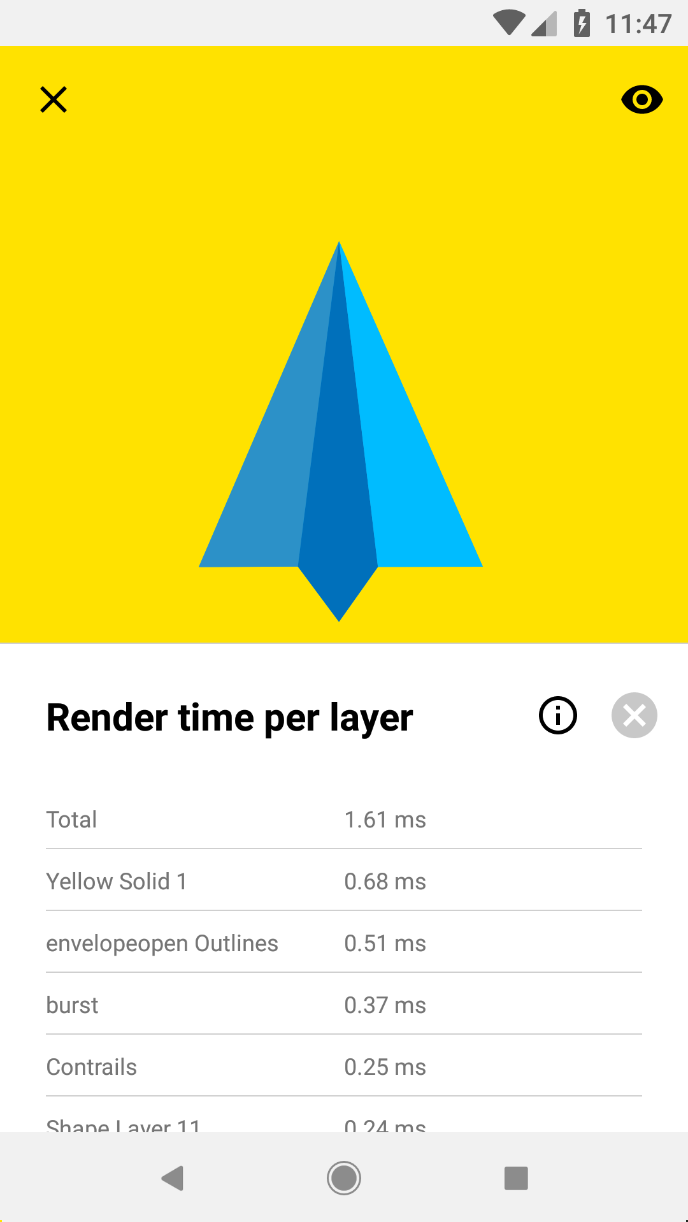 11:47
Render time per layer
Total 1.61 ms
Yellow Solid 1 0.68 ms
envelopeopen Outlines 0.51 ms
burst 0.37 ms
Contrails 0.25 ms
Shape Layer 11 0.24 ms